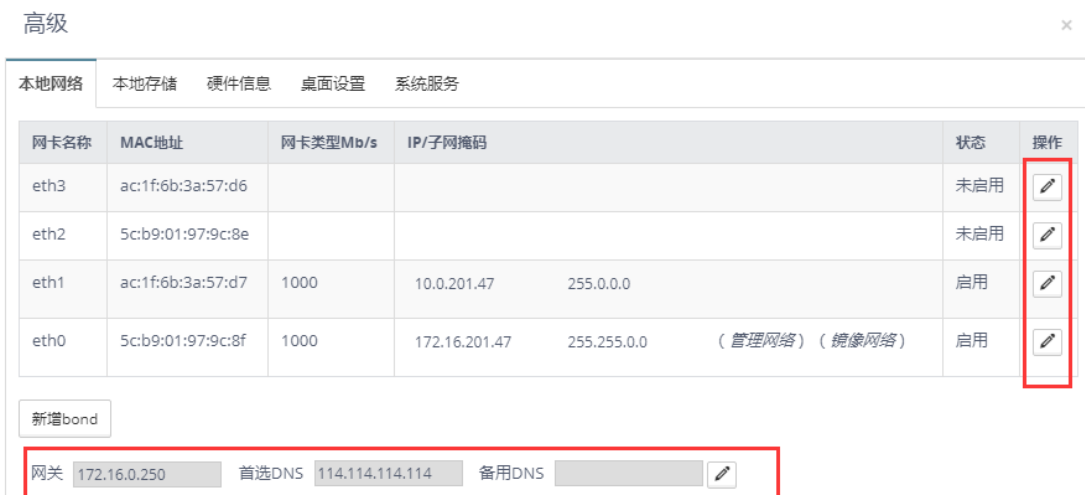 高级
×
本地网络 本地存储 硬件信息 桌面设置 系统服务
网卡名称 MAC地址 网卡类型Mb/s IP/子网掩码 状态 操作
eth3 ac:1f:6b:3a:57:d6 未启用
eth2 5c:b9:01:97:9c:8e 未启用
eth1 ac:1f:6b:3a:57:d7 1000 10.0.201.47 255.0.0.0 启用
eth0 5c:b9:01:97:9c:8f 1000 172.16.201.47 255.255.0.0 (管理网络) (镜像网络) 启用
新增bond
网关 172.16.0.250 首选DNS 114.114.114.114 备用DNS